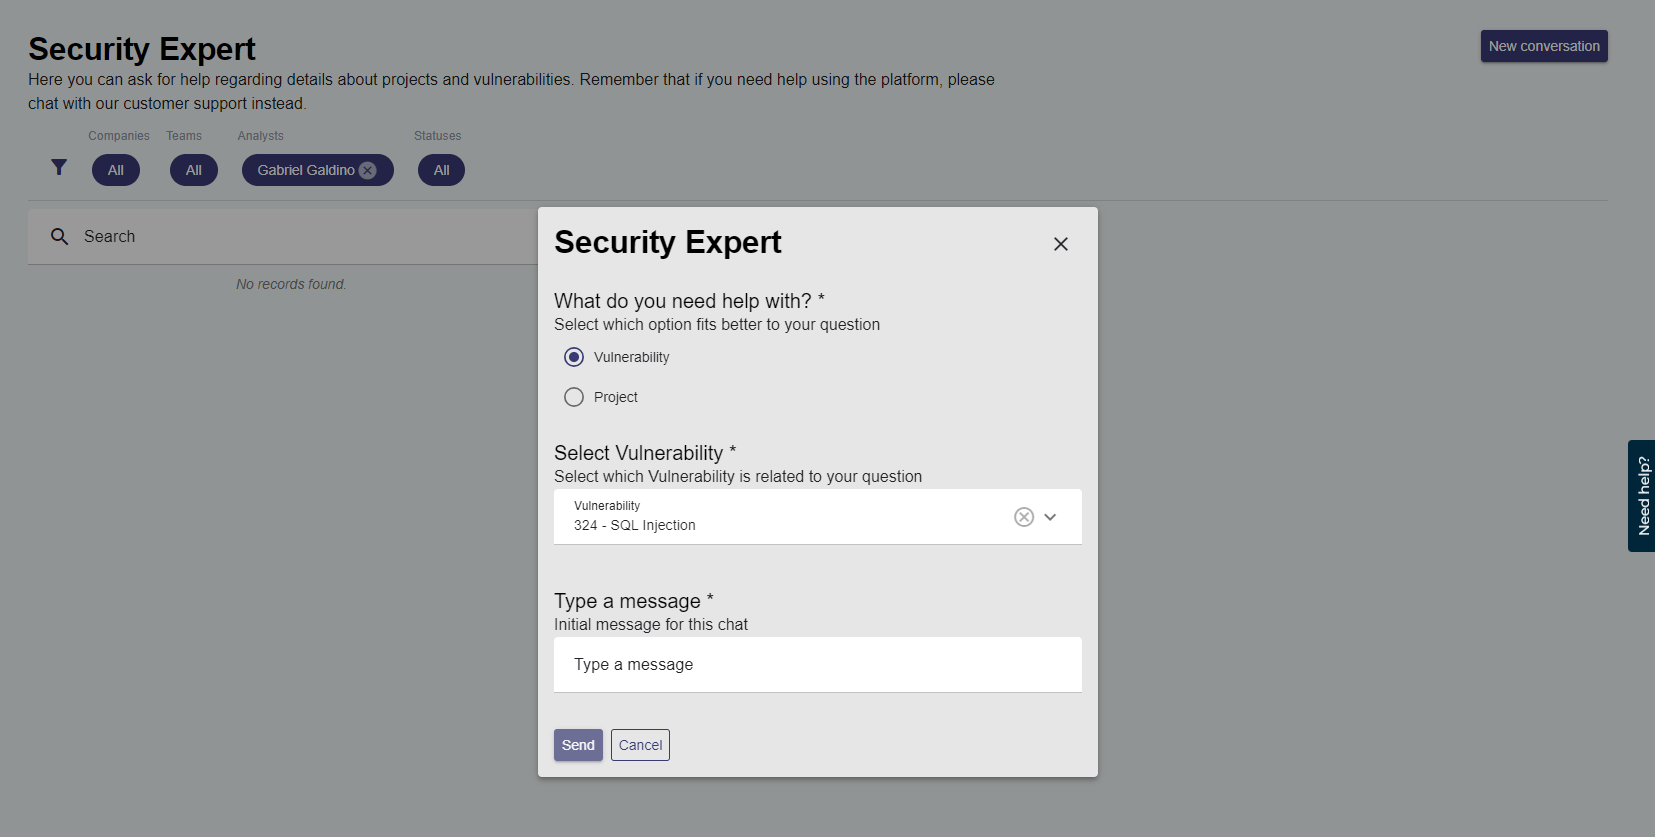 Security Expert
New conversation
Here you can ask for help regarding details about projects and vulnerabilities. Remember that if you need help using the platform, please
chat with our customer support instead.
Companies Teams Analysts Statuses
All All Gabriel Galdino All
Search
No records found.
Security Expert
What do you need help with? *
Select which option fits better to your question
Vulnerability
Project
Select Vulnerability *
Select which Vulnerability is related to your question
Vulnerability
324 - SQL Injection
Type a message *
Initial message for this chat
Type a message
Send Cancel
Need help?